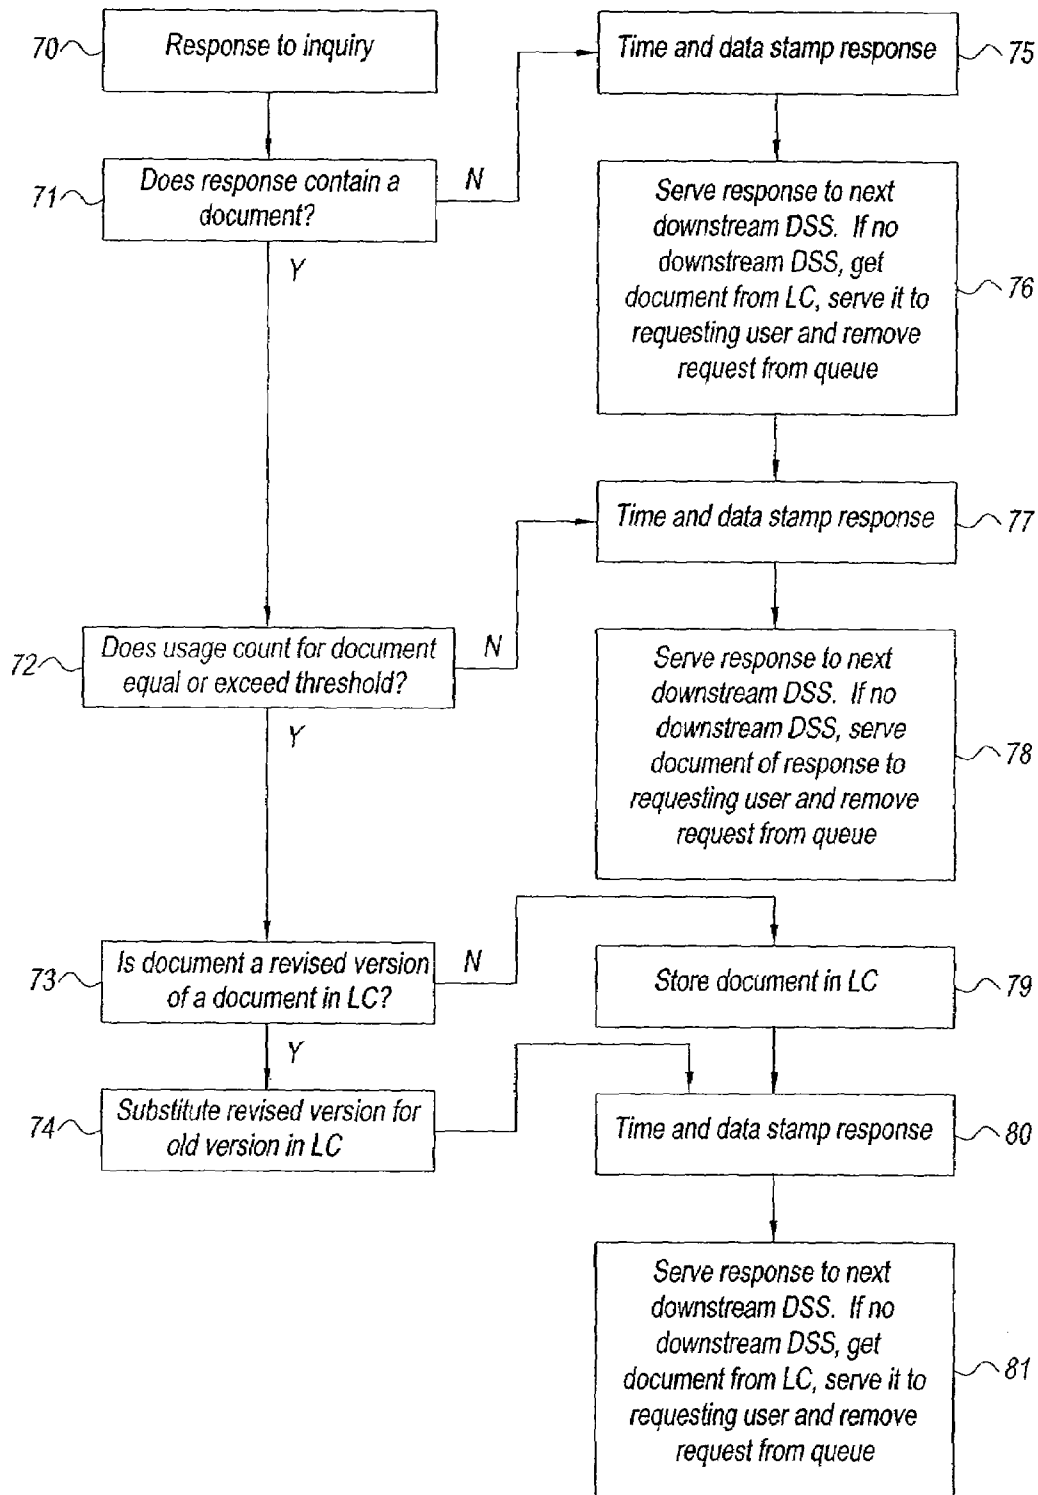 70
Response to inquiry
Time and data stamp response
75
71
Does response contain a
document?
N
Y
Serve response to next
downstream DSS. If no
downstream DSS, get
document from LC, serve it to
requesting user and remove
request from queue
76
Time and data stamp response
77
72
Does usage count for document
equal or exceed threshold?
N
Y
Serve response to next
downstream DSS. If no
downstream DSS, serve
document of response to
requesting user and remove
request from queue
78
73
Is document a revised version
of a document in LC?
N
Y
Store document in LC
79
74
Substitute revised version for
old version in LC
Time and data stamp response
80
Serve response to next
downstream DSS. If no
downstream DSS, get
document from LC, serve it to
requesting user and remove
request from queue
81